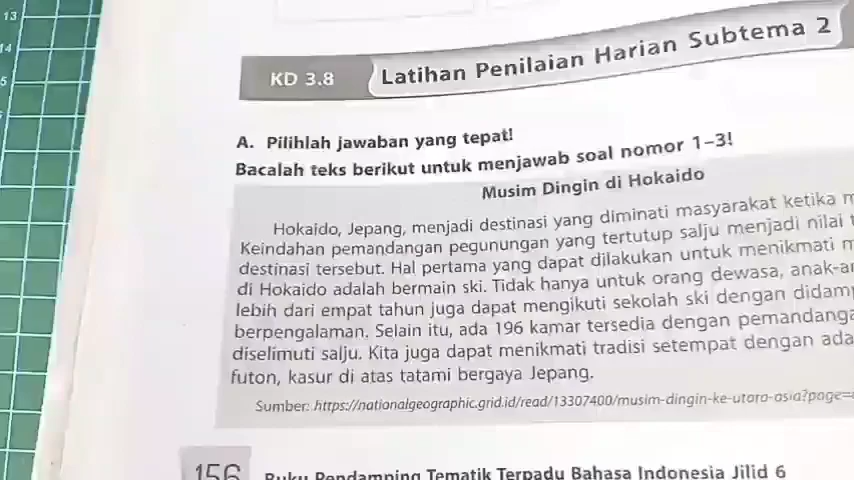 13
14
5
KD 3.8
Latihan Penilaian Harian Subtema 2
A. Pilihlah jawaban yang tepat!
Bacalah teks berikut untuk menjawab soal nomor 1–3!
Musim Dingin di Hokaido
Hokaido, Jepang, menjadi destinasi yang diminati masyarakat ketika
Keindahan pemandangan pegunungan yang tertutup salju menjadi nilai
destinasi tersebut. Hal pertama yang dapat dilakukan untuk menikmati
di Hokaido adalah bermain ski. Tidak hanya untuk orang dewasa,
lebih dari empat tahun juga dapat mengikuti sekolah ski dengan
berpengalaman. Selain itu, ada 196 kamar tersedia dengan
diselimuti salju. Kita juga dapat menikmati tradisi setempat dengan
futon, kasur di atas tatami bergaya Jepang.
Sumber: https://nationalgeographic.grid.id/read/13307400/musim-dingin-ke-utara-asia?page=
156 Buku Pendamping Tematik Terpadu Bahasa Indonesia Jilid 6